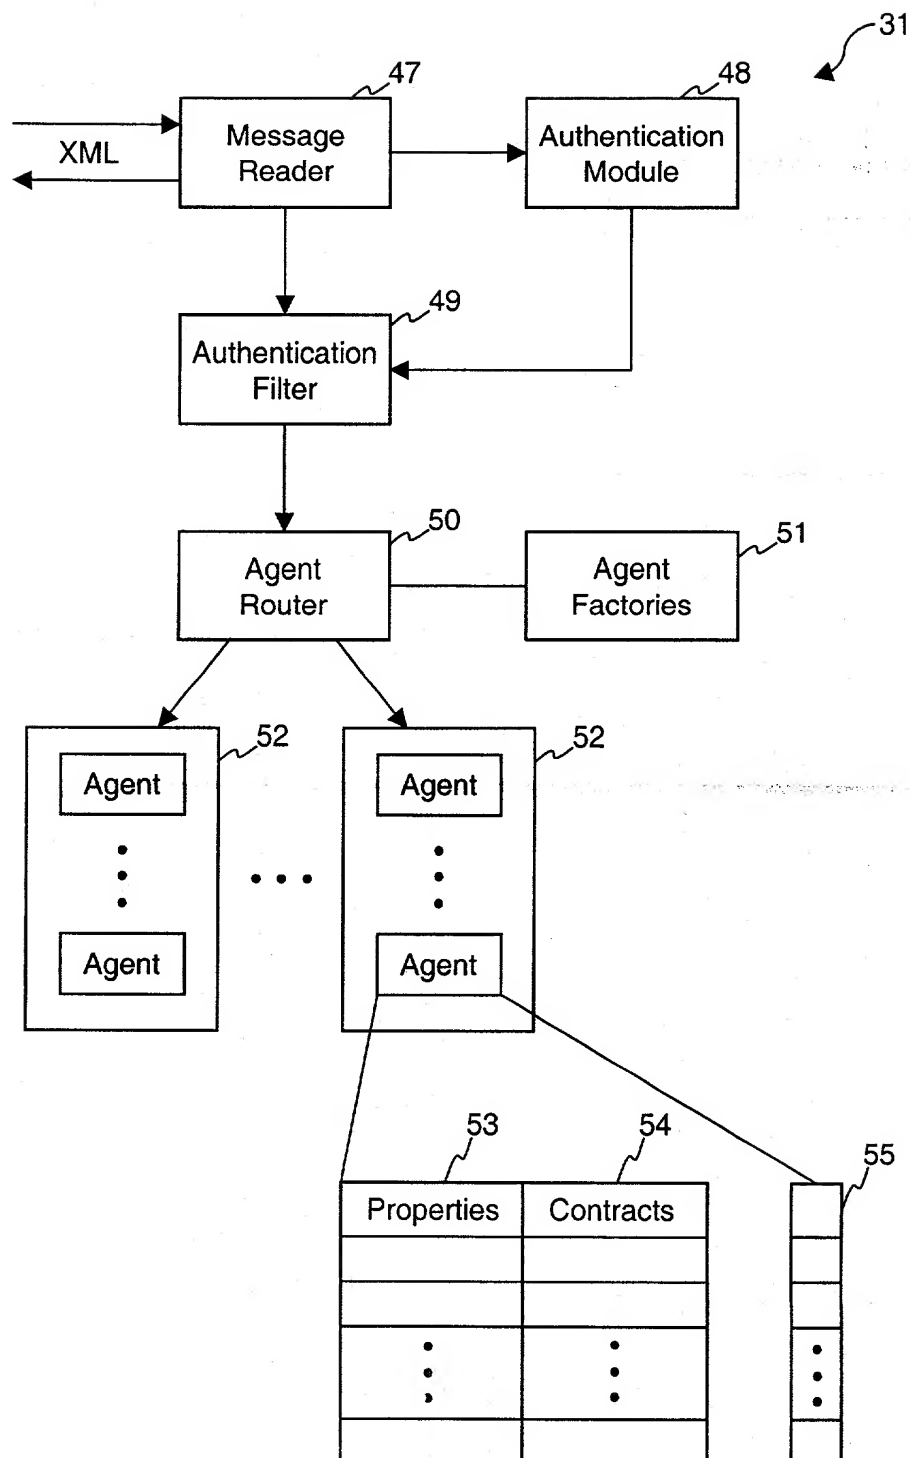 31
47
48
Message
Reader
Authentication
Module
XML
49
Authentication
Filter
50
51
Agent
Router
Agent
Factories
52
52
Agent
Agent
Agent
Agent
53
54
55
Properties
Contracts